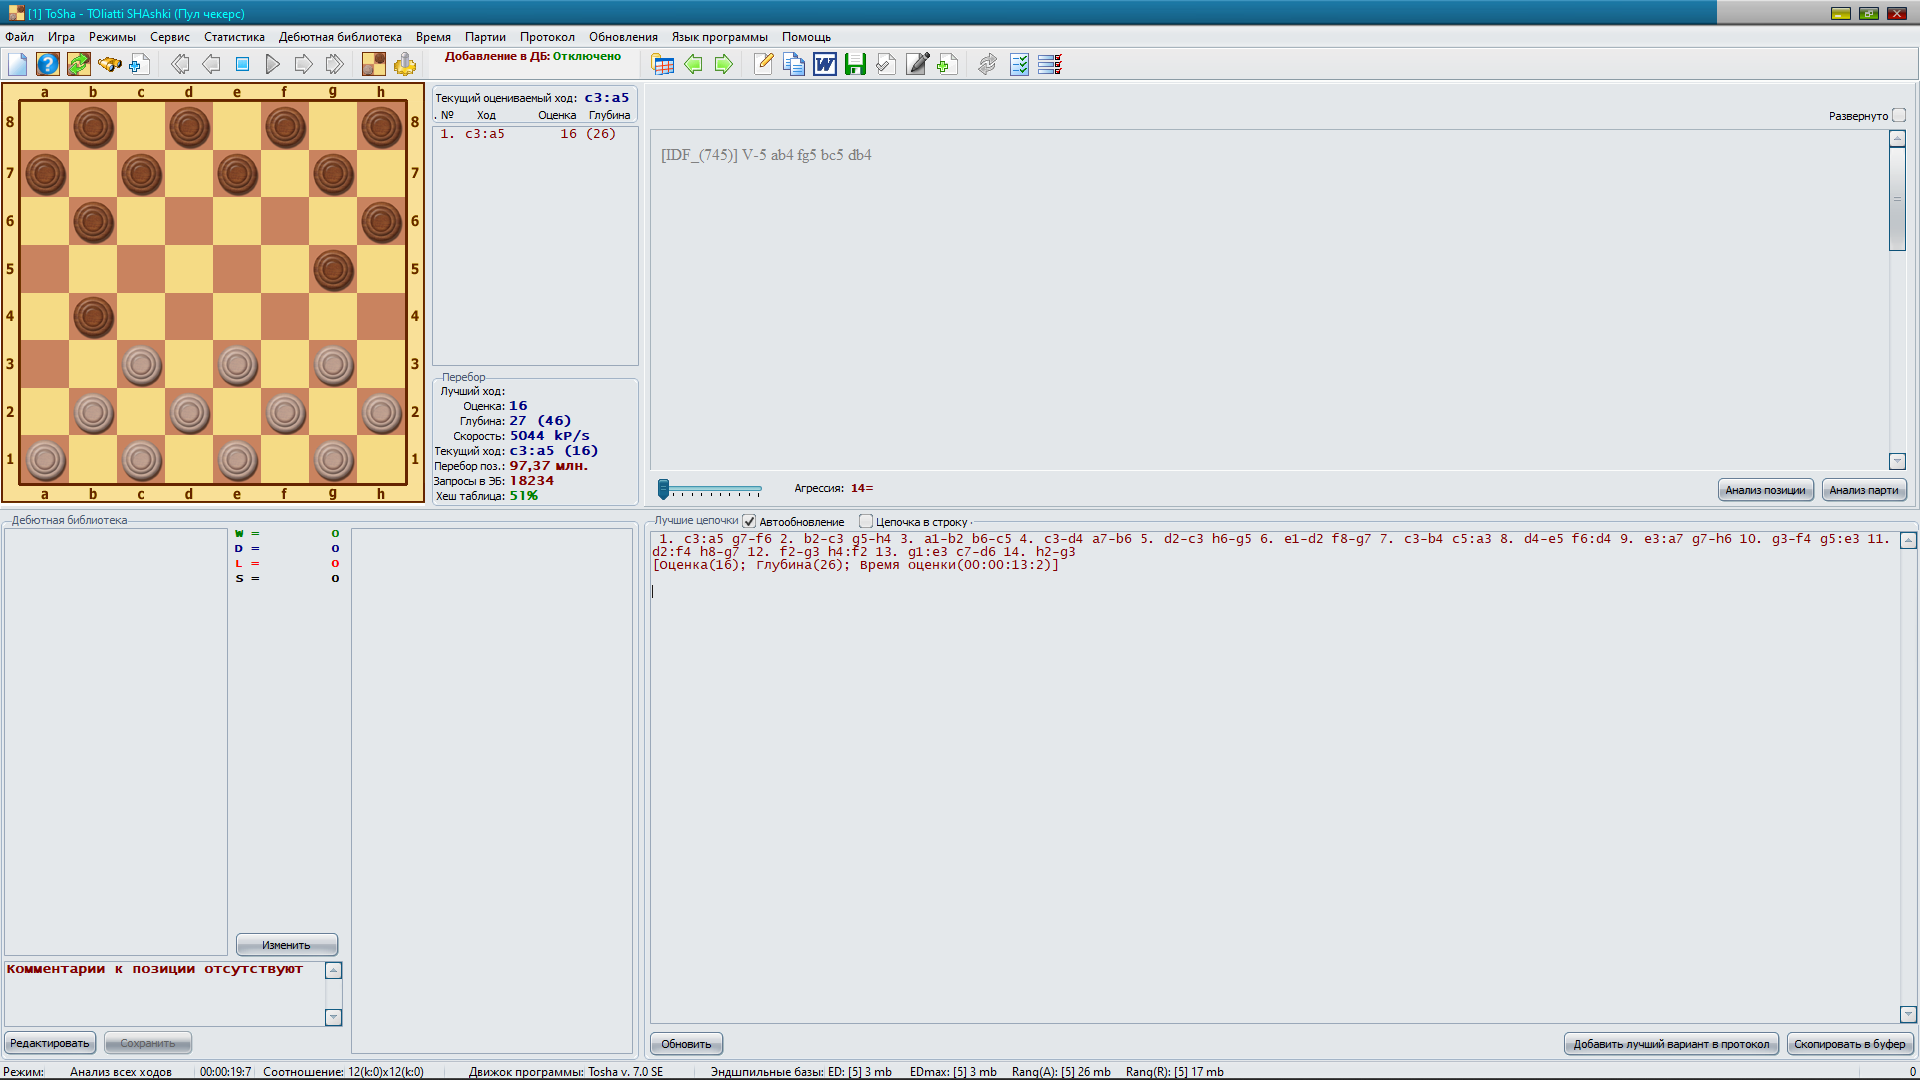 [1] ToSha - TOliatti SHAshki (Пул чекерс)
Файл Игра Режимы Сервис Статистика Дебютная библиотека Время Партии Протокол Обновления Язык программы Помощь
Добавление в ДБ: Отключено
a b c d e f g h
8 8
7 7
6 6
5 5
4 4
3 3
2 2
1 1
a b c d e f g h
Текущий оцениваемый ход: c3:a5
. № Ход Оценка Глубина
1. c3:a5 16 (26)
Перебор
Лучший ход:
Оценка: 16
Глубина: 27 (46)
Скорость: 5044 kP/s
Текущий ход: c3:a5 (16)
Перебор поз.: 97,37 млн.
Запросы в ЭБ: 18234
Хеш таблица: 51%
Развернуто
[IDF_(745)] V-5 ab4 fg5 bc5 db4
Агрессия: 14=
Анализ позиции
Анализ парти
Дебютная библиотека
W = 0
D = 0
L = 0
S = 0
Изменить
Комментарии к позиции отсутствуют
Редактировать
Сохранить
Лучшие цепочки Автообновление Цепочка в строку
1. c3:a5 g7-f6 2. b2-c3 g5-h4 3. a1-b2 b6-c5 4. c3-d4 a7-b6 5. d2-c3 h6-g5 6. e1-d2 f8-g7 7. c3-b4 c5:a3 8. d4-e5 f6:d4 9. e3:a7 g7-h6 10. g3-f4 g5:e3 11.
d2:f4 h8-g7 12. f2-g3 h4:f2 13. g1:e3 c7-d6 14. h2-g3
[Оценка(16); Глубина(26); Время оценки(00:00:13:2)]
Обновить
Добавить лучший вариант в протокол
Скопировать в буфер
Режим: Анализ всех ходов 00:00:19:7 Соотношение: 12(k:0)x12(k:0) Движок программы: Tosha v. 7.0 SE Эндшпильные базы: ED: [5] 3 mb EDmax: [5] 3 mb Rang(A): [5] 26 mb Rang(R): [5] 17 mb 0